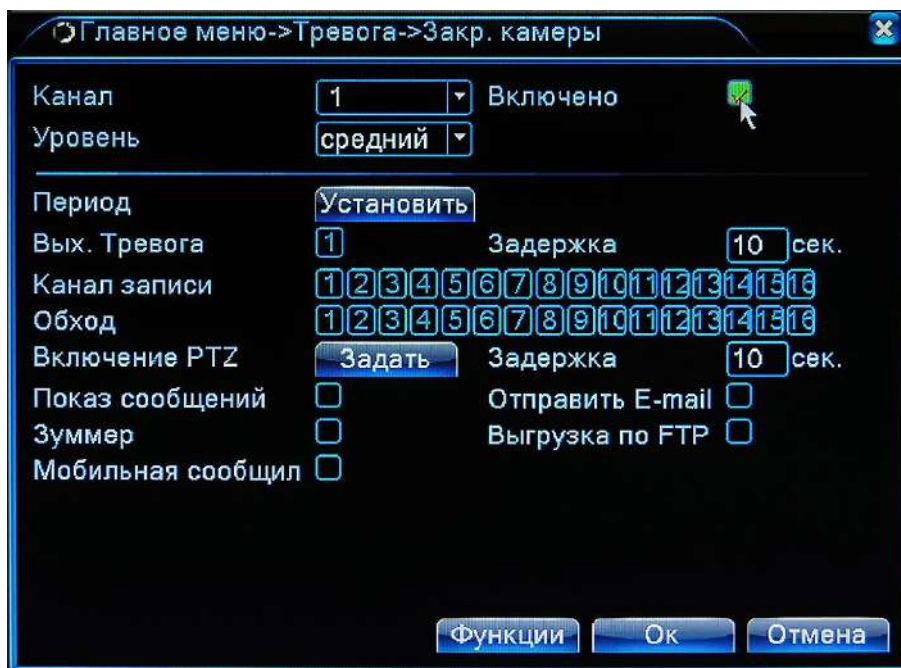 Главное меню->Тревога->Закр. камеры
Канал 1 Включено
Уровень средний
Период Установить
Вых. Тревога 1 Задержка 10 сек.
Канал записи 1 2 3 4 5 6 7 8 9 10 11 12 13 14 15 16
Обход 1 2 3 4 5 6 7 8 9 10 11 12 13 14 15 16
Включение PTZ Задать Задержка 10 сек.
Показ сообщений Отправить E-mail
Зуммер Выгрузка по FTP
Мобильная сообщил
Функции Ок Отмена